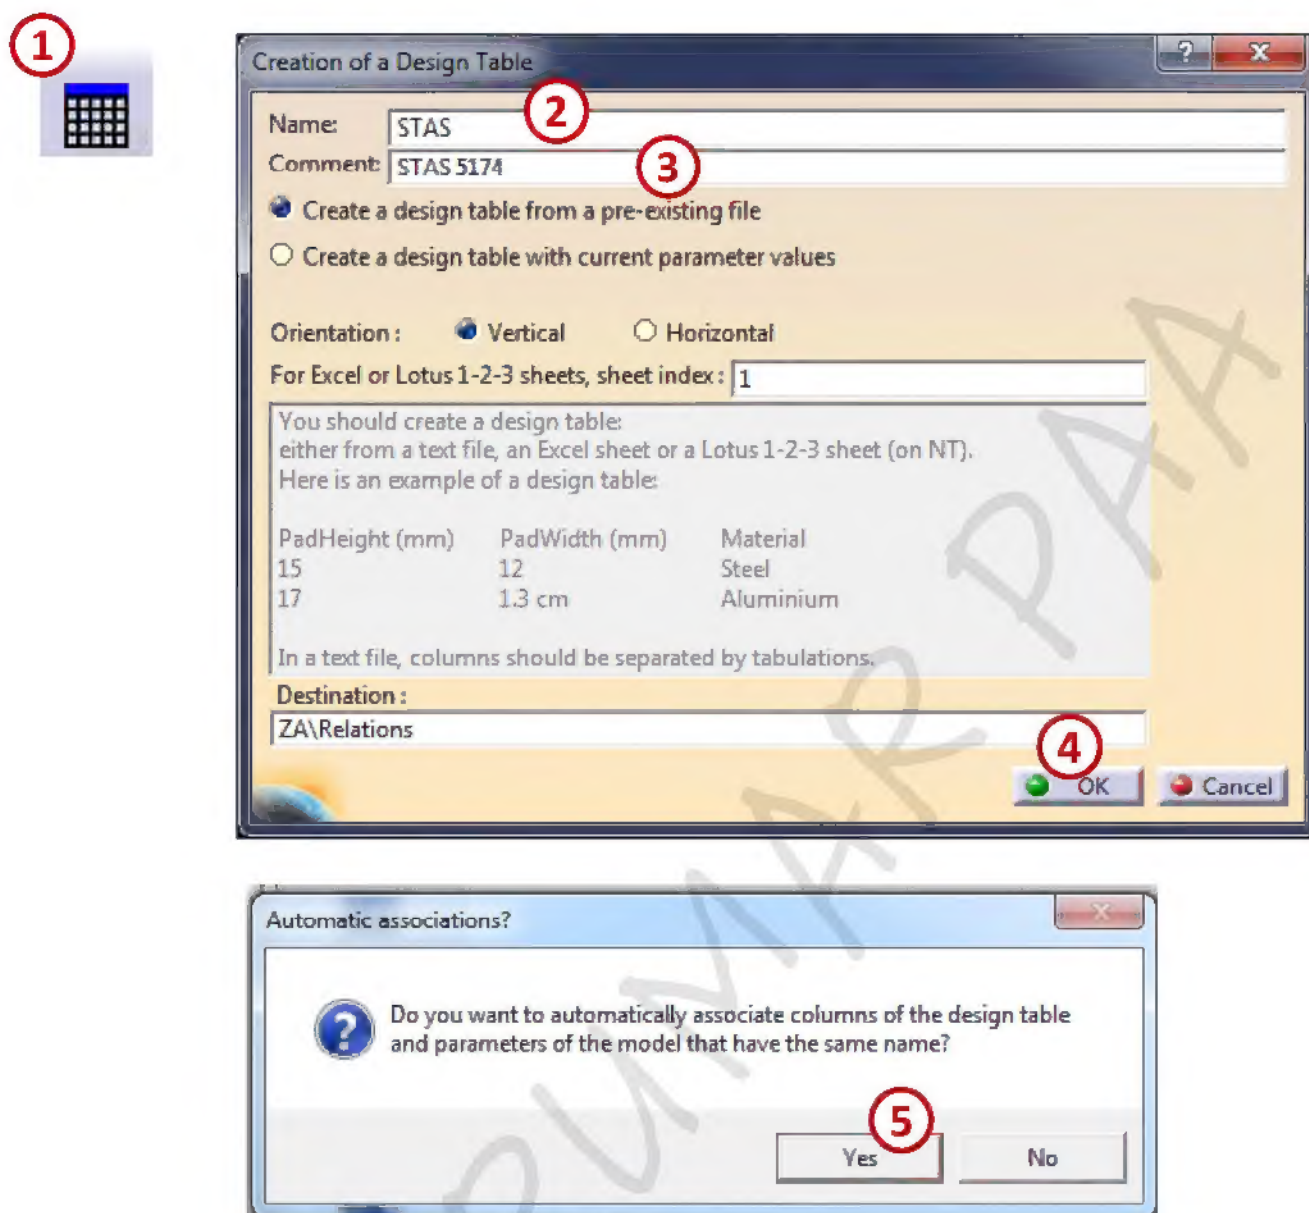 1
Creation of a Design Table
? X
2
Name: STAS
3
Comment: STAS 5174
Create a design table from a pre-existing file
Create a design table with current parameter values
Orientation : Vertical Horizontal
For Excel or Lotus 1-2-3 sheets, sheet index : 1
You should create a design table:
either from a text file, an Excel sheet or a Lotus 1-2-3 sheet (on NT).
Here is an example of a design table:
PadHeight (mm) PadWidth (mm) Material
15 12 Steel
17 1.3 cm Aluminium
In a text file, columns should be separated by tabulations.
Destination :
ZA\Relations
4
OK Cancel
Automatic associations?
X
? Do you want to automatically associate columns of the design table
and parameters of the model that have the same name?
5
Yes No
PUMAR PAA